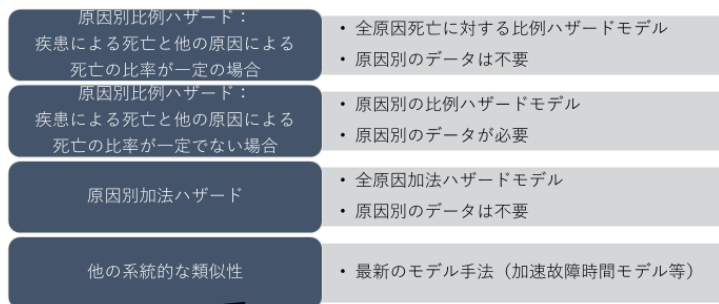 原因別比例ハザード：
疾患による死亡と他の原因による
死亡の比率が一定の場合
• 全原因死亡に対する比例ハザードモデル
• 原因別のデータは不要
原因別比例ハザード：
疾患による死亡と他の原因による
死亡の比率が一定でない場合
• 原因別の比例ハザードモデル
• 原因別のデータが必要
原因別加法ハザード
• 全原因加法ハザードモデル
• 原因別のデータは不要
他の系統的な類似性
• 最新のモデル手法（加速故障時間モデル等）